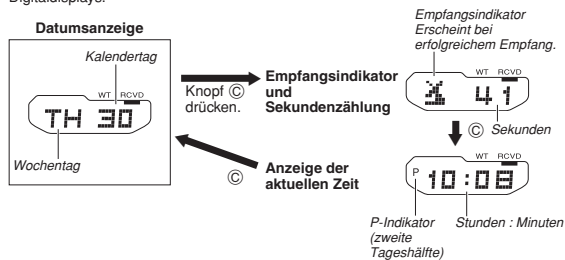 Digitaldisplays.
Datumsanzeige
Kalendertag
WT RCVD
TH 30
Wochentag
Knopf Ⓒ
drücken.
Empfangsindikator
und
Sekundenzählung
Empfangsindikator
Erscheint bei
erfolgreichem Empfang.
WT RCVD
41
Ⓒ Sekunden
Ⓒ
Anzeige der
aktuellen Zeit
WT RCVD
P 10:08
P-Indikator
(zweite
Tageshälfte)
Stunden : Minuten